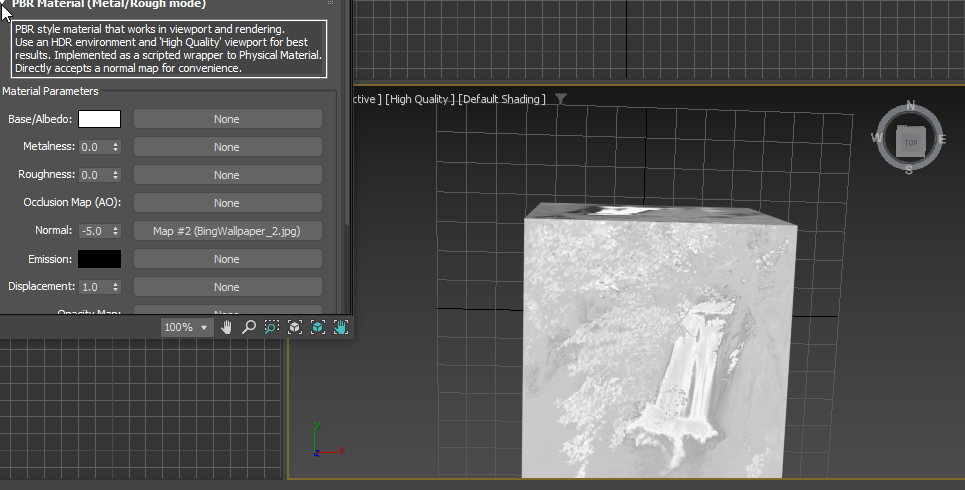 PBR Material (Metal/Rough mode)
PBR style material that works in viewport and rendering.
Use an HDR environment and 'High Quality' viewport for best
results. Implemented as a scripted wrapper to Physical Material.
Directly accepts a normal map for convenience.
Material Parameters
Base/Albedo: None
Metalness: 0.0 None
Roughness: 0.0 None
Occlusion Map (AO): None
Normal: -5.0 Map #2 (BingWallpaper_2.jpg)
Emission: None
Displacement: 1.0 None
Opacity Map: None
100%
ctive ] [High Quality ] [Default Shading ]
N
W TOP E
S
y
x
z